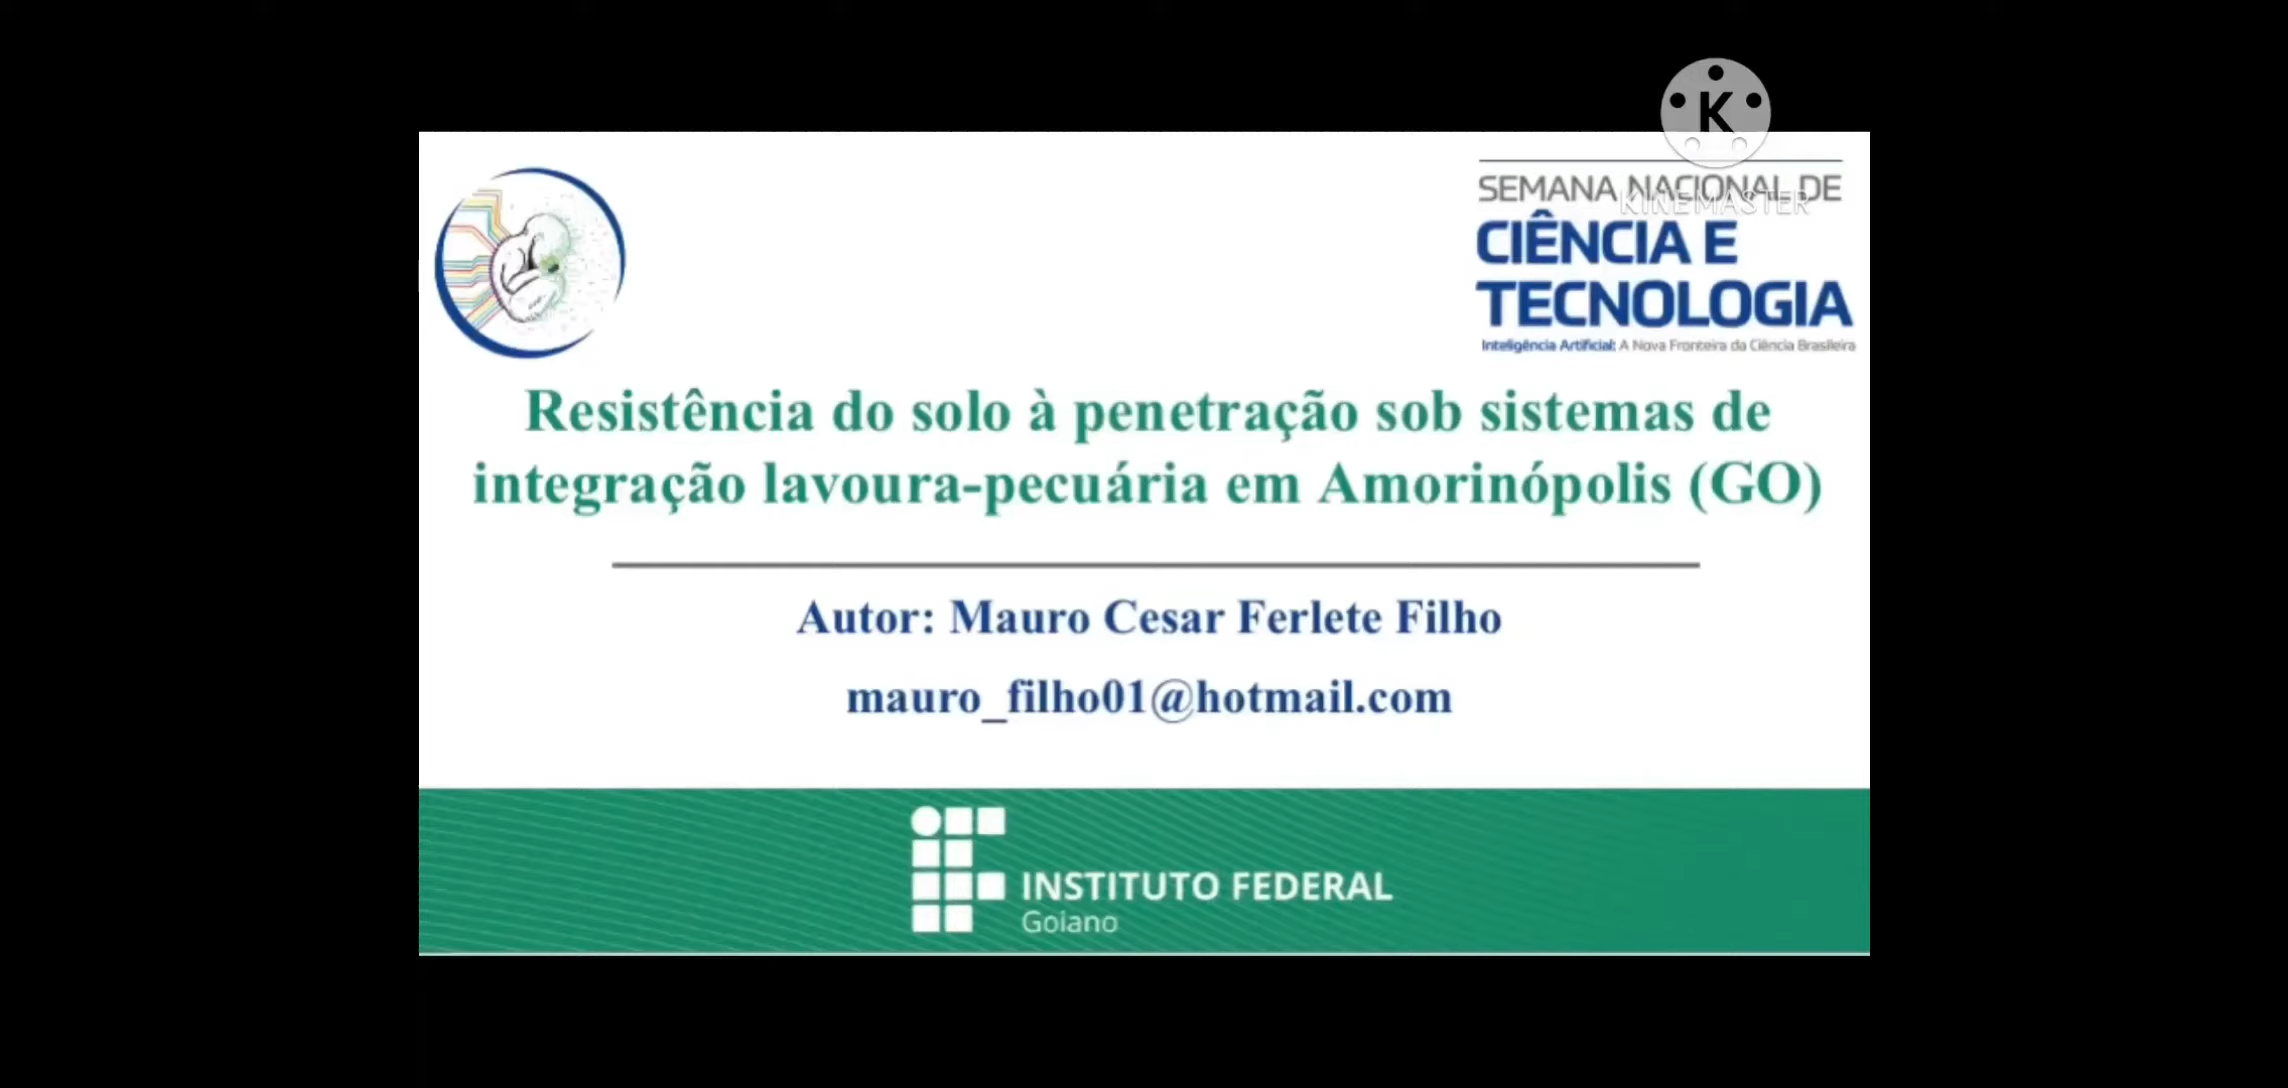 K
KINEMASTER
SEMANA NACIONAL DE
CIÊNCIA E
TECNOLOGIA
Inteligência Artificial: A Nova Fronteira da Ciência Brasileira
Resistência do solo à penetração sob sistemas de
integração lavoura-pecuária em Amorinópolis (GO)
Autor: Mauro Cesar Ferlete Filho
mauro_filho01@hotmail.com
INSTITUTO FEDERAL
Goiano